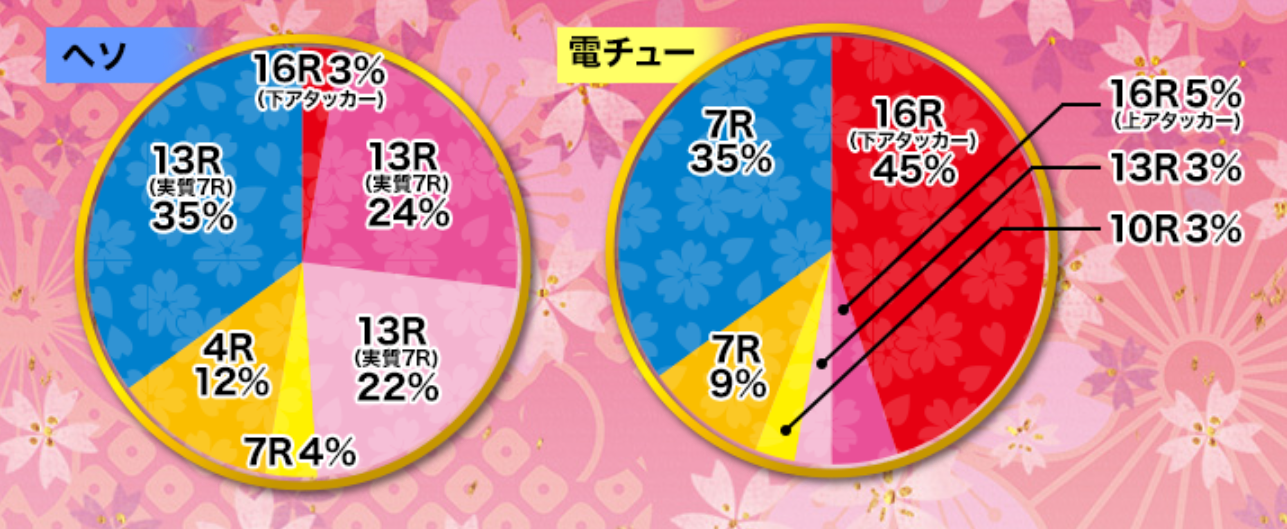 ヘソ
16R 3%
(下アタッカー)
13R
(実質7R)
24%
13R
(実質7R)
22%
7R 4%
4R
12%
13R
(実質7R)
35%
電チュー
16R
(下アタッカー)
45%
16R 5%
(上アタッカー)
13R 3%
10R 3%
7R
9%
7R
35%